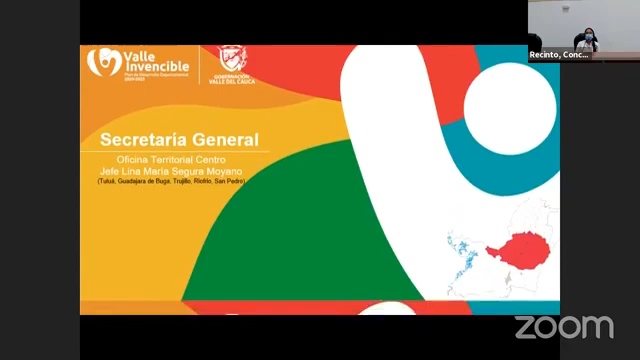 Valle
Invencible
Plan de Desarrollo Departamental
2020-2023
GOBERNACIÓN
VALLE DEL CAUCA
Recinto, Conc...
Secretaría General
Oficina Territorial Centro
Jefe Lina María Segura Moyano
(Tuluá, Guadajara de Buga, Trujillo, Riofrio, San Pedro)
zoom